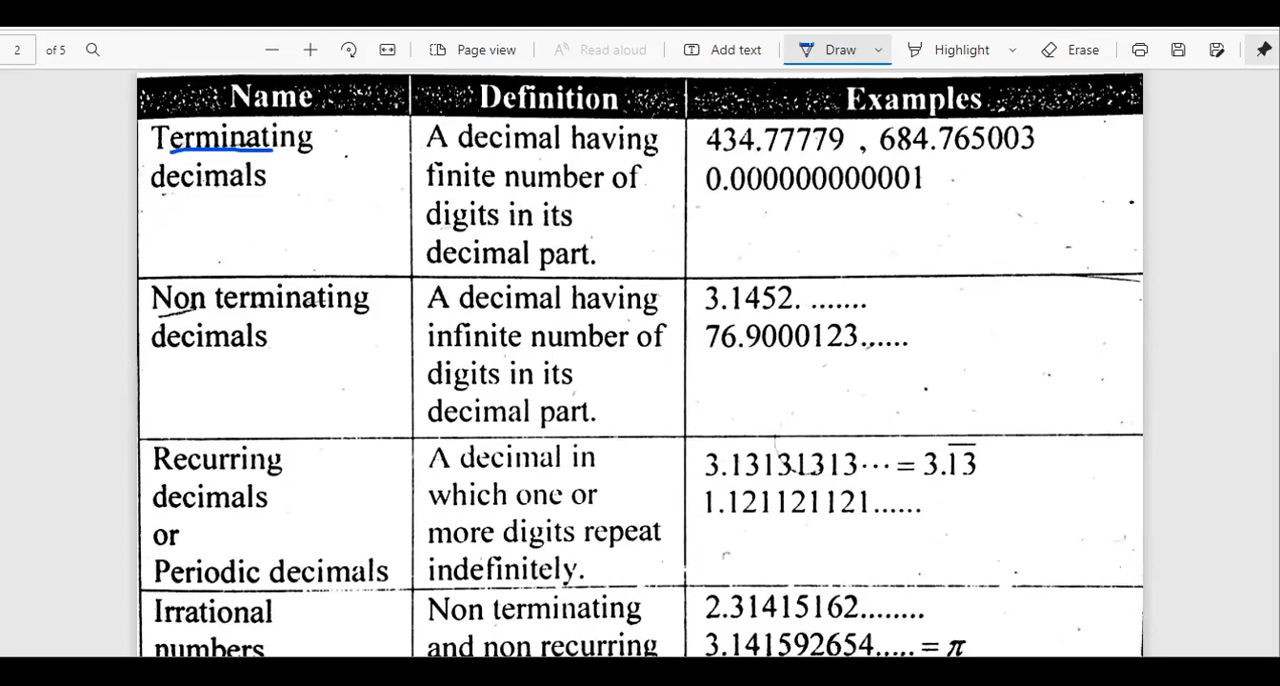 2 of 5 Page view Read aloud Add text Draw Highlight Erase
Name Definition Examples
Terminating decimals
A decimal having
finite number of
digits in its
decimal part.
434.77779 , 684.765003
0.000000000001
Non terminating decimals
A decimal having
infinite number of
digits in its
decimal part.
3.1452. .......
76.9000123......
Recurring
decimals
or
Periodic decimals
A decimal in
which one or
more digits repeat
indefinitely.
3.13131313··· = 3.1̅3̅
1.121121121......
Irrational
numbers
Non terminating
and non recurring
2.31415162........
3.141592654..... = π